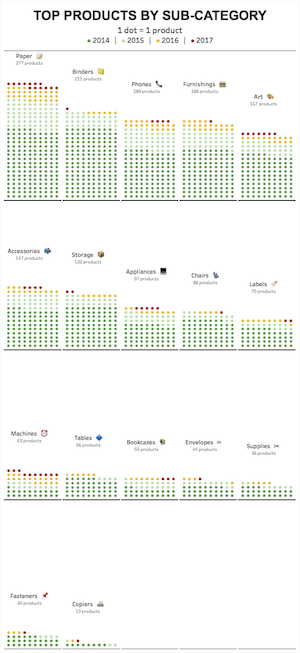 TOP PRODUCTS BY SUB-CATEGORY
1 dot = 1 product
2014 | 2015 | 2016 | 2017
Paper
277 products
Binders
211 products
Phones
189 products
Furnishings
186 products
Art
157 products
Accessories
147 products
Storage
132 products
Appliances
97 products
Chairs
88 products
Labels
70 products
Machines
63 products
Tables
56 products
Bookcases
50 products
Envelopes
44 products
Supplies
36 products
Fasteners
34 products
Copiers
13 products